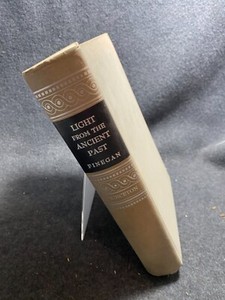 LIGHT
FROM THE
ANCIENT
PAST
FINEGAN